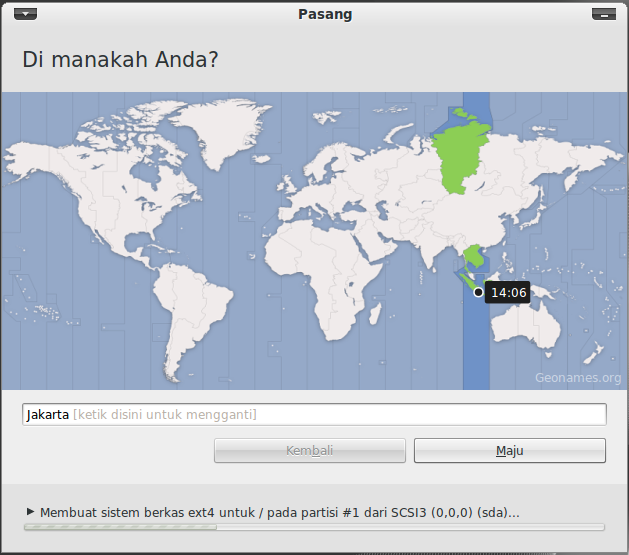 Pasang
Di manakah Anda?
14:06
Geonames.org
Jakarta [ketik disini untuk mengganti]
Kembali
Maju
Membuat sistem berkas ext4 untuk / pada partisi #1 dari SCSI3 (0,0,0) (sda)...